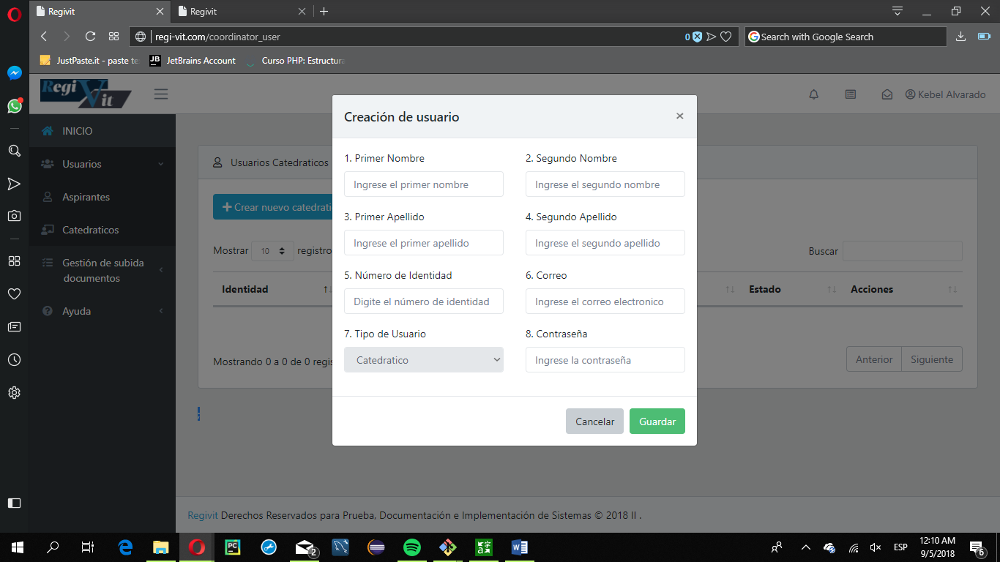 Regivit
Regivit
regi-vit.com/coordinator_user
0
Search with Google Search
JustPaste.it - paste te
JB JetBrains Account
Curso PHP: Estructura
Regi Vit
Kebel Alvarado
INICIO
Usuarios
Aspirantes
Catedraticos
Gestión de subida
documentos
Ayuda
Usuarios Catedraticos
Crear nuevo catedrati
Mostrar 10 registro
Buscar
Identidad
Estado
Acciones
Mostrando 0 a 0 de 0 regis
Anterior
Siguiente
Creación de usuario
×
1. Primer Nombre
2. Segundo Nombre
Ingrese el primer nombre
Ingrese el segundo nombre
3. Primer Apellido
4. Segundo Apellido
Ingrese el primer apellido
Ingrese el segundo apellido
5. Número de Identidad
6. Correo
Digite el número de identidad
Ingrese el correo electronico
7. Tipo de Usuario
8. Contraseña
Catedratico
Ingrese la contraseña
Cancelar
Guardar
Regivit Derechos Reservados para Prueba, Documentación e Implementación de Sistemas © 2018 II .
PC
2
ESP
12:10 AM
9/5/2018
6